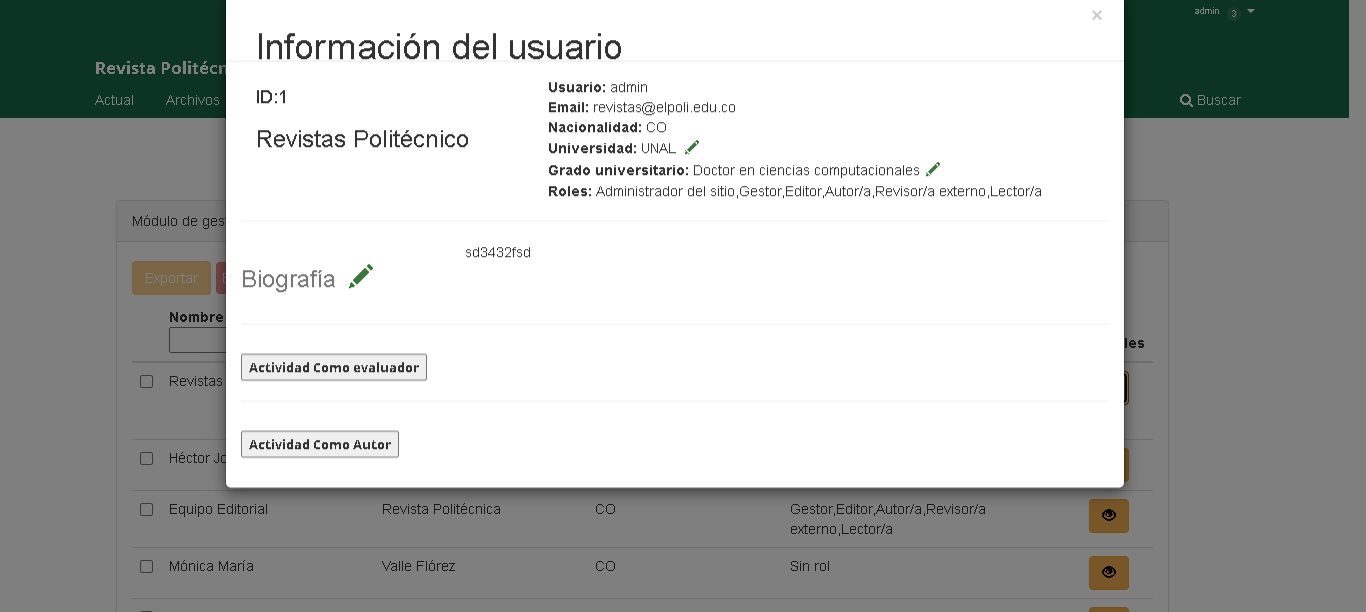 admin 3
×
Información del usuario
Revista Politécn
Actual Archivos
Buscar
ID:1
Revistas Politécnico
Usuario: admin
Email: revistas@elpoli.edu.co
Nacionalidad: CO
Universidad: UNAL
Grado universitario: Doctor en ciencias computacionales
Roles: Administrador del sitio,Gestor,Editor,Autor/a,Revisor/a externo,Lector/a
Módulo de ges
sd3432fsd
Biografía
Exportar
Nombre
les
Actividad Como evaluador
Revistas
Actividad Como Autor
Héctor Jo
Equipo Editorial Revista Politécnica CO Gestor,Editor,Autor/a,Revisor/a
externo,Lector/a
Mónica María Valle Flórez CO Sin rol